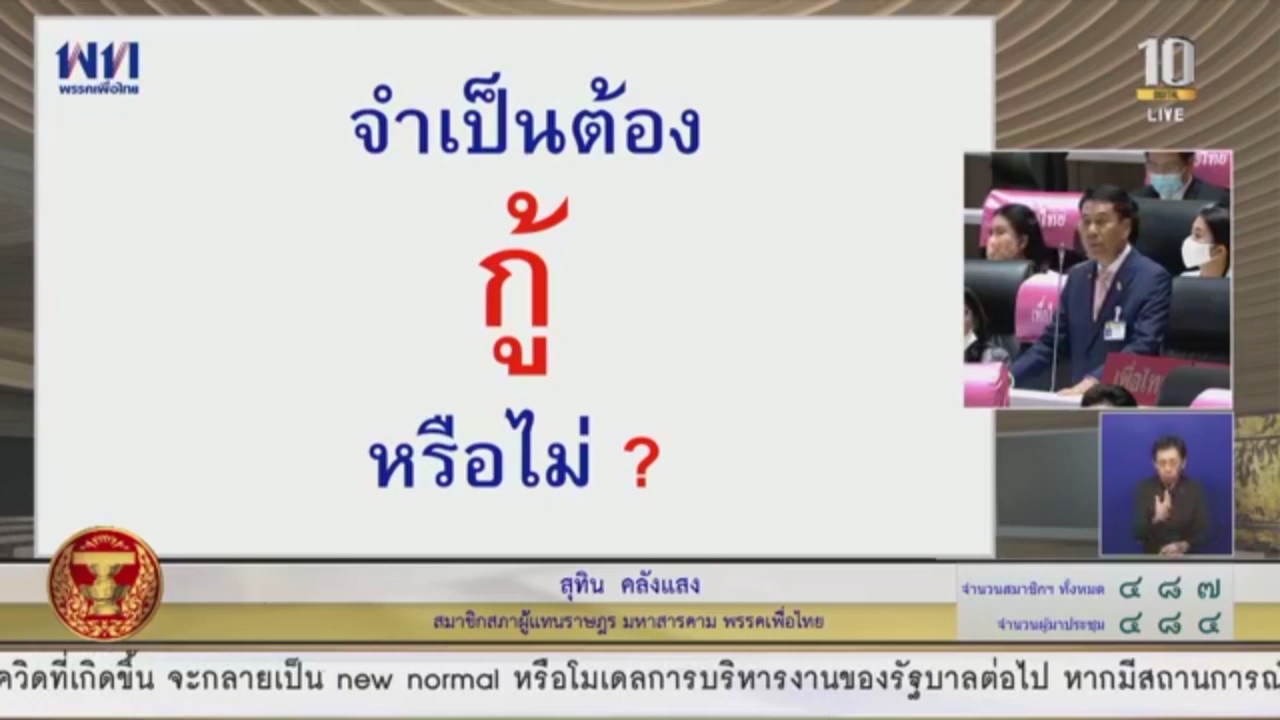 พท
พรรคเพื่อไทย
จำเป็นต้อง
กู้
หรือไม่ ?
10
DIGITAL
LIVE
เพื่อไท
สุทิน คลังแสง
สมาชิกสภาผู้แทนราษฎร มหาสารคาม พรรคเพื่อไทย
จำนวนสมาชิกฯ ทั้งหมด ๔ ๘ ๗
จำนวนผู้มาประชุม ๔ ๘ ๔
ควิดที่เกิดขึ้น จะกลายเป็น new normal หรือโมเดลการบริหารงานของรัฐบาลต่อไป หากมีสถานการณ์